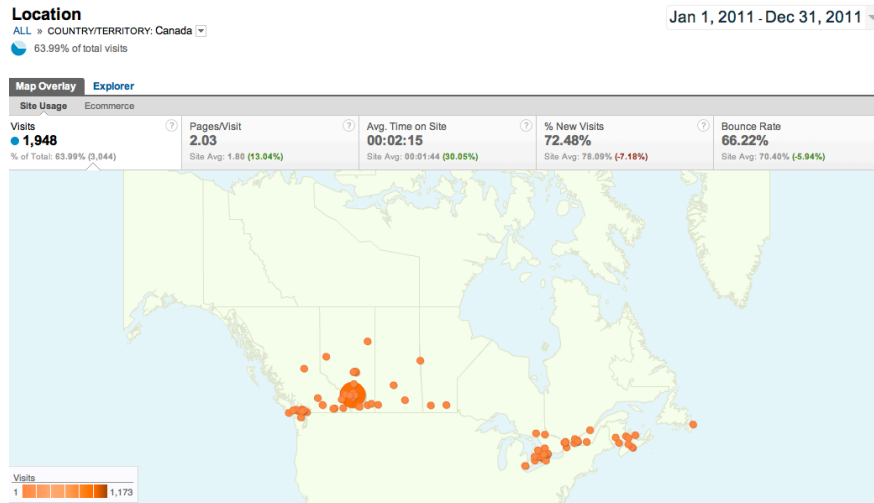 Location
Jan 1, 2011 - Dec 31, 2011
ALL » COUNTRY/TERRITORY: Canada
63.99% of total visits
Map Overlay Explorer
Site Usage Ecommerce
Visits ? Pages/Visit ? Avg. Time on Site ? % New Visits ? Bounce Rate
1,948 2.03 00:02:15 72.48% 66.22%
% of Total: 63.99% (3,044) Site Avg: 1.80 (13.04%) Site Avg: 00:01:44 (30.05%) Site Avg: 78.09% (-7.18%) Site Avg: 70.40% (-5.94%)
Visits
1 1,173